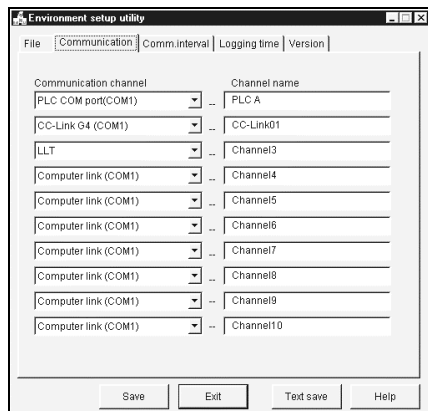 Environment setup utility
File Communication Comm.interval Logging time Version
Communication channel Channel name
PLC COM port(COM1) -- PLC A
CC-Link G4 (COM1) -- CC-Link01
LLT -- Channel3
Computer link (COM1) -- Channel4
Computer link (COM1) -- Channel5
Computer link (COM1) -- Channel6
Computer link (COM1) -- Channel7
Computer link (COM1) -- Channel8
Computer link (COM1) -- Channel9
Computer link (COM1) -- Channel10
Save Exit Text save Help